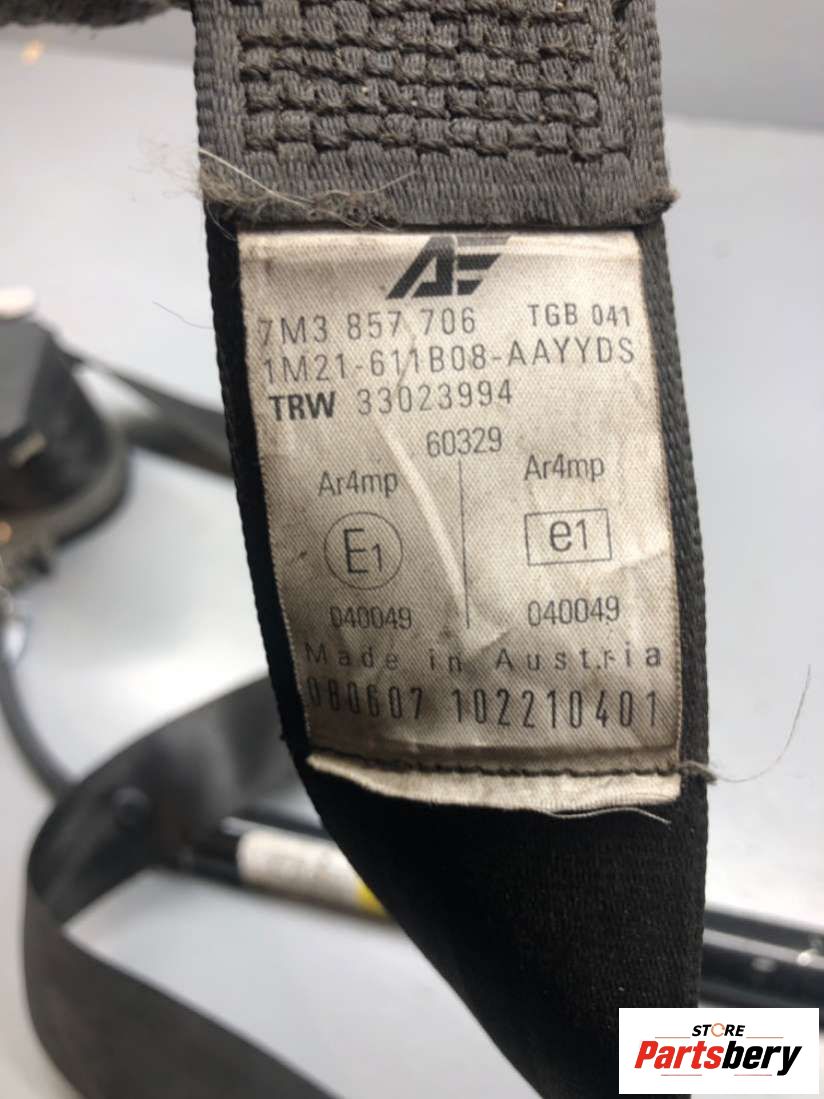 AE
7M3 857 706 TGB 041
1M21-611B08-AAYYDS
TRW 33023994
60329
Ar4mp Ar4mp
E1 e1
040049 040049
Made in Austria
080607 102210401
STORE
Partsbery